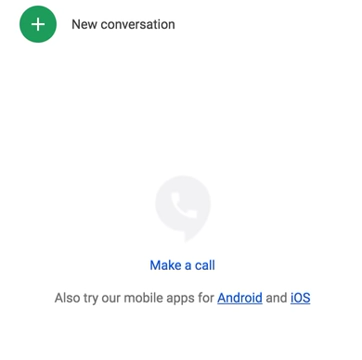 New conversation
Make a call
Also try our mobile apps for Android and iOS